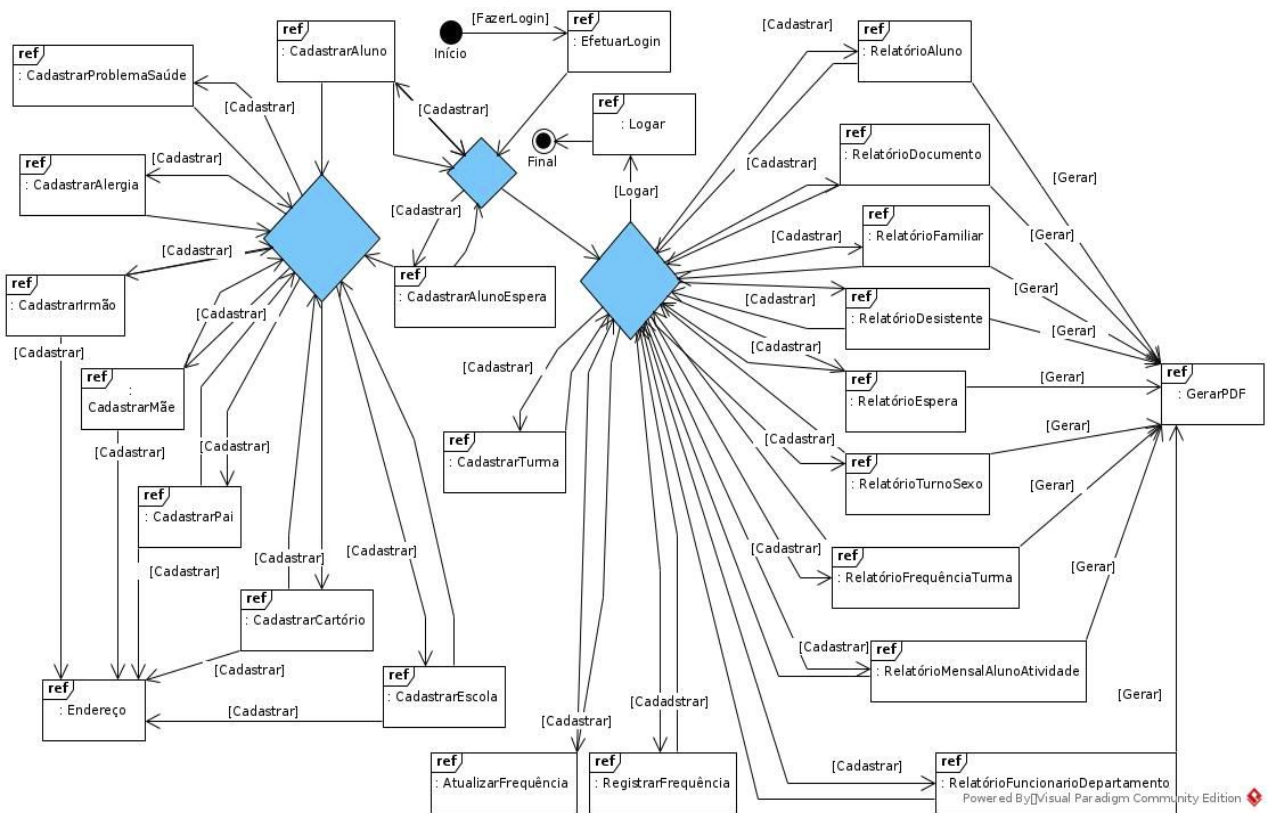 [FazerLogin]
Início
ref
: EfetuarLogin
ref
: CadastrarAluno
ref
: CadastrarProblemaSaúde
[Cadastrar]
[Cadastrar]
ref
: Logar
Final
[Logar]
ref
: CadastrarAlergia
[Cadastrar]
[Cadastrar]
ref
: CadastrarAlunoEspera
[Cadastrar]
ref
: CadastrarIrmão
[Cadastrar]
[Cadastrar]
ref
:
CadastrarMãe
[Cadastrar]
[Cadastrar]
ref
: CadastrarPai
[Cadastrar]
[Cadastrar]
[Cadastrar]
ref
: CadastrarCartório
[Cadastrar]
ref
: CadastrarEscola
[Cadastrar]
ref
: Endereço
[Cadastrar]
ref
: CadastrarTurma
[Cadastrar]
ref
: AtualizarFrequência
[Cadadstrar]
ref
: RegistrarFrequência
[Cadastrar]
ref
: RelatórioAluno
[Gerar]
[Cadastrar]
ref
: RelatórioDocumento
[Gerar]
[Cadastrar]
ref
: RelatórioFamiliar
[Gerar]
[Cadastrar]
ref
: RelatórioDesistente
[Gerar]
[Cadastrar]
ref
: RelatórioEspera
[Gerar]
ref
: GerarPDF
[Cadastrar]
ref
: RelatórioTurnoSexo
[Gerar]
[Cadastrar]
ref
: RelatórioFrequênciaTurma
[Gerar]
[Cadastrar]
ref
: RelatórioMensalAlunoAtividade
[Gerar]
[Cadastrar]
ref
: RelatórioFuncionarioDepartamento
[Gerar]
Powered By Visual Paradigm Community Edition